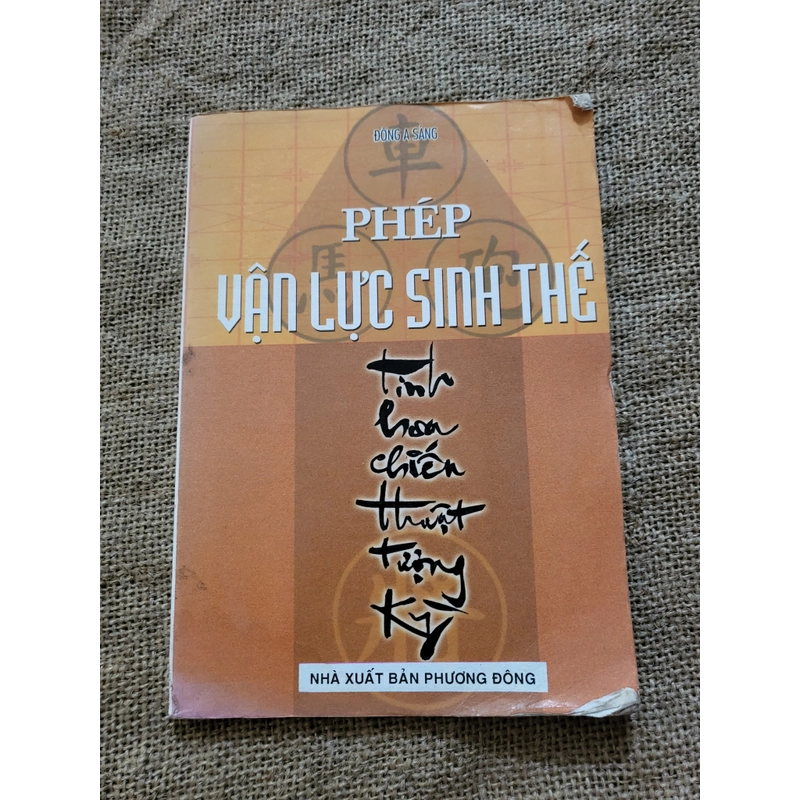 ĐÔNG A SÁNG
車
PHÉP
馬 砲
VẬN LỰC SINH THẾ
Tinh
hoa
chiến
thuật
tượng
Kỳ
NHÀ XUẤT BẢN PHƯƠNG ĐÔNG